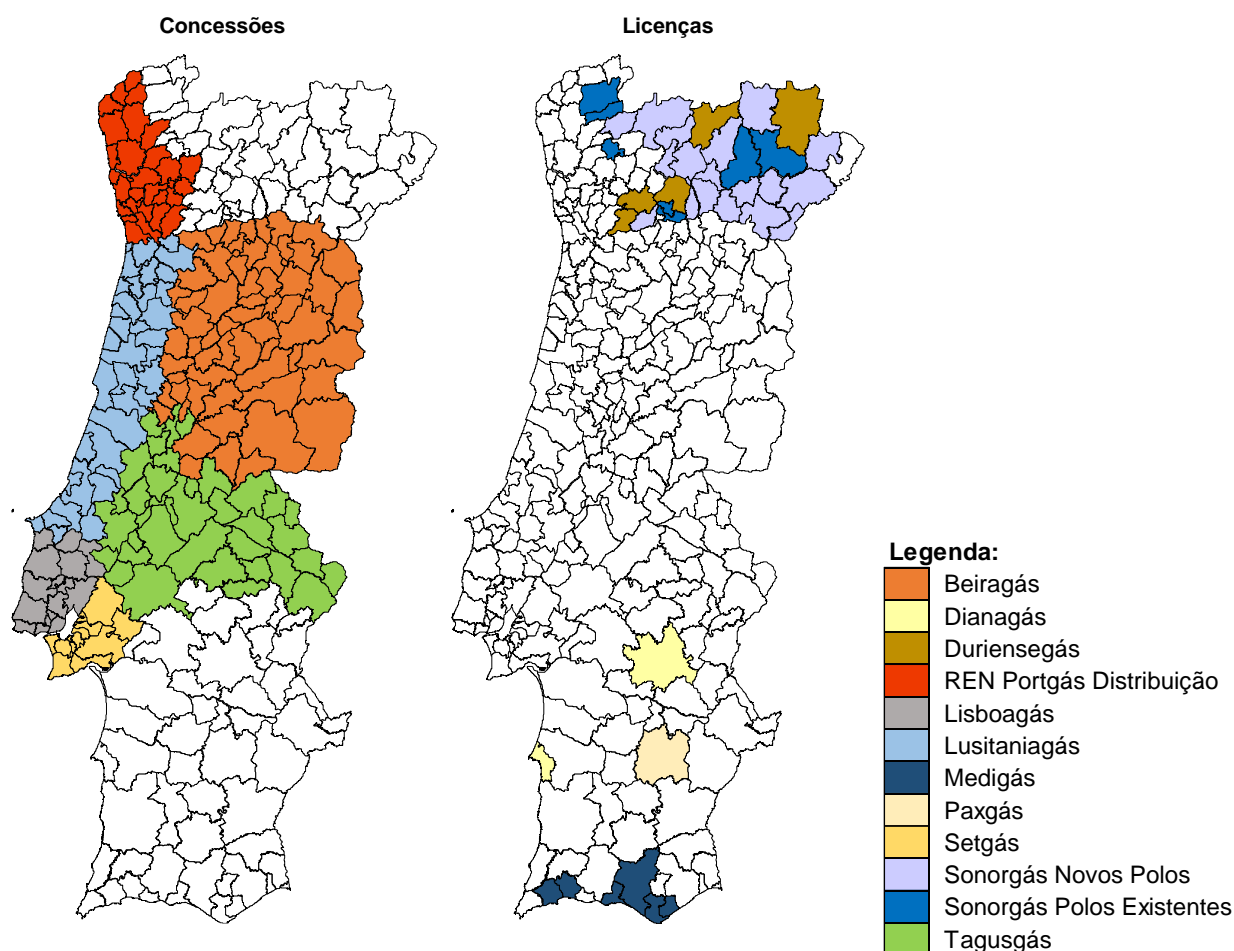 Concessões
Licenças
Legenda:
Beiragás
Dianagás
Duriensegás
REN Portgás Distribuição
Lisboagás
Lusitaniagás
Medigás
Paxgás
Setgás
Sonorgás Novos Polos
Sonorgás Polos Existentes
Tagusgás